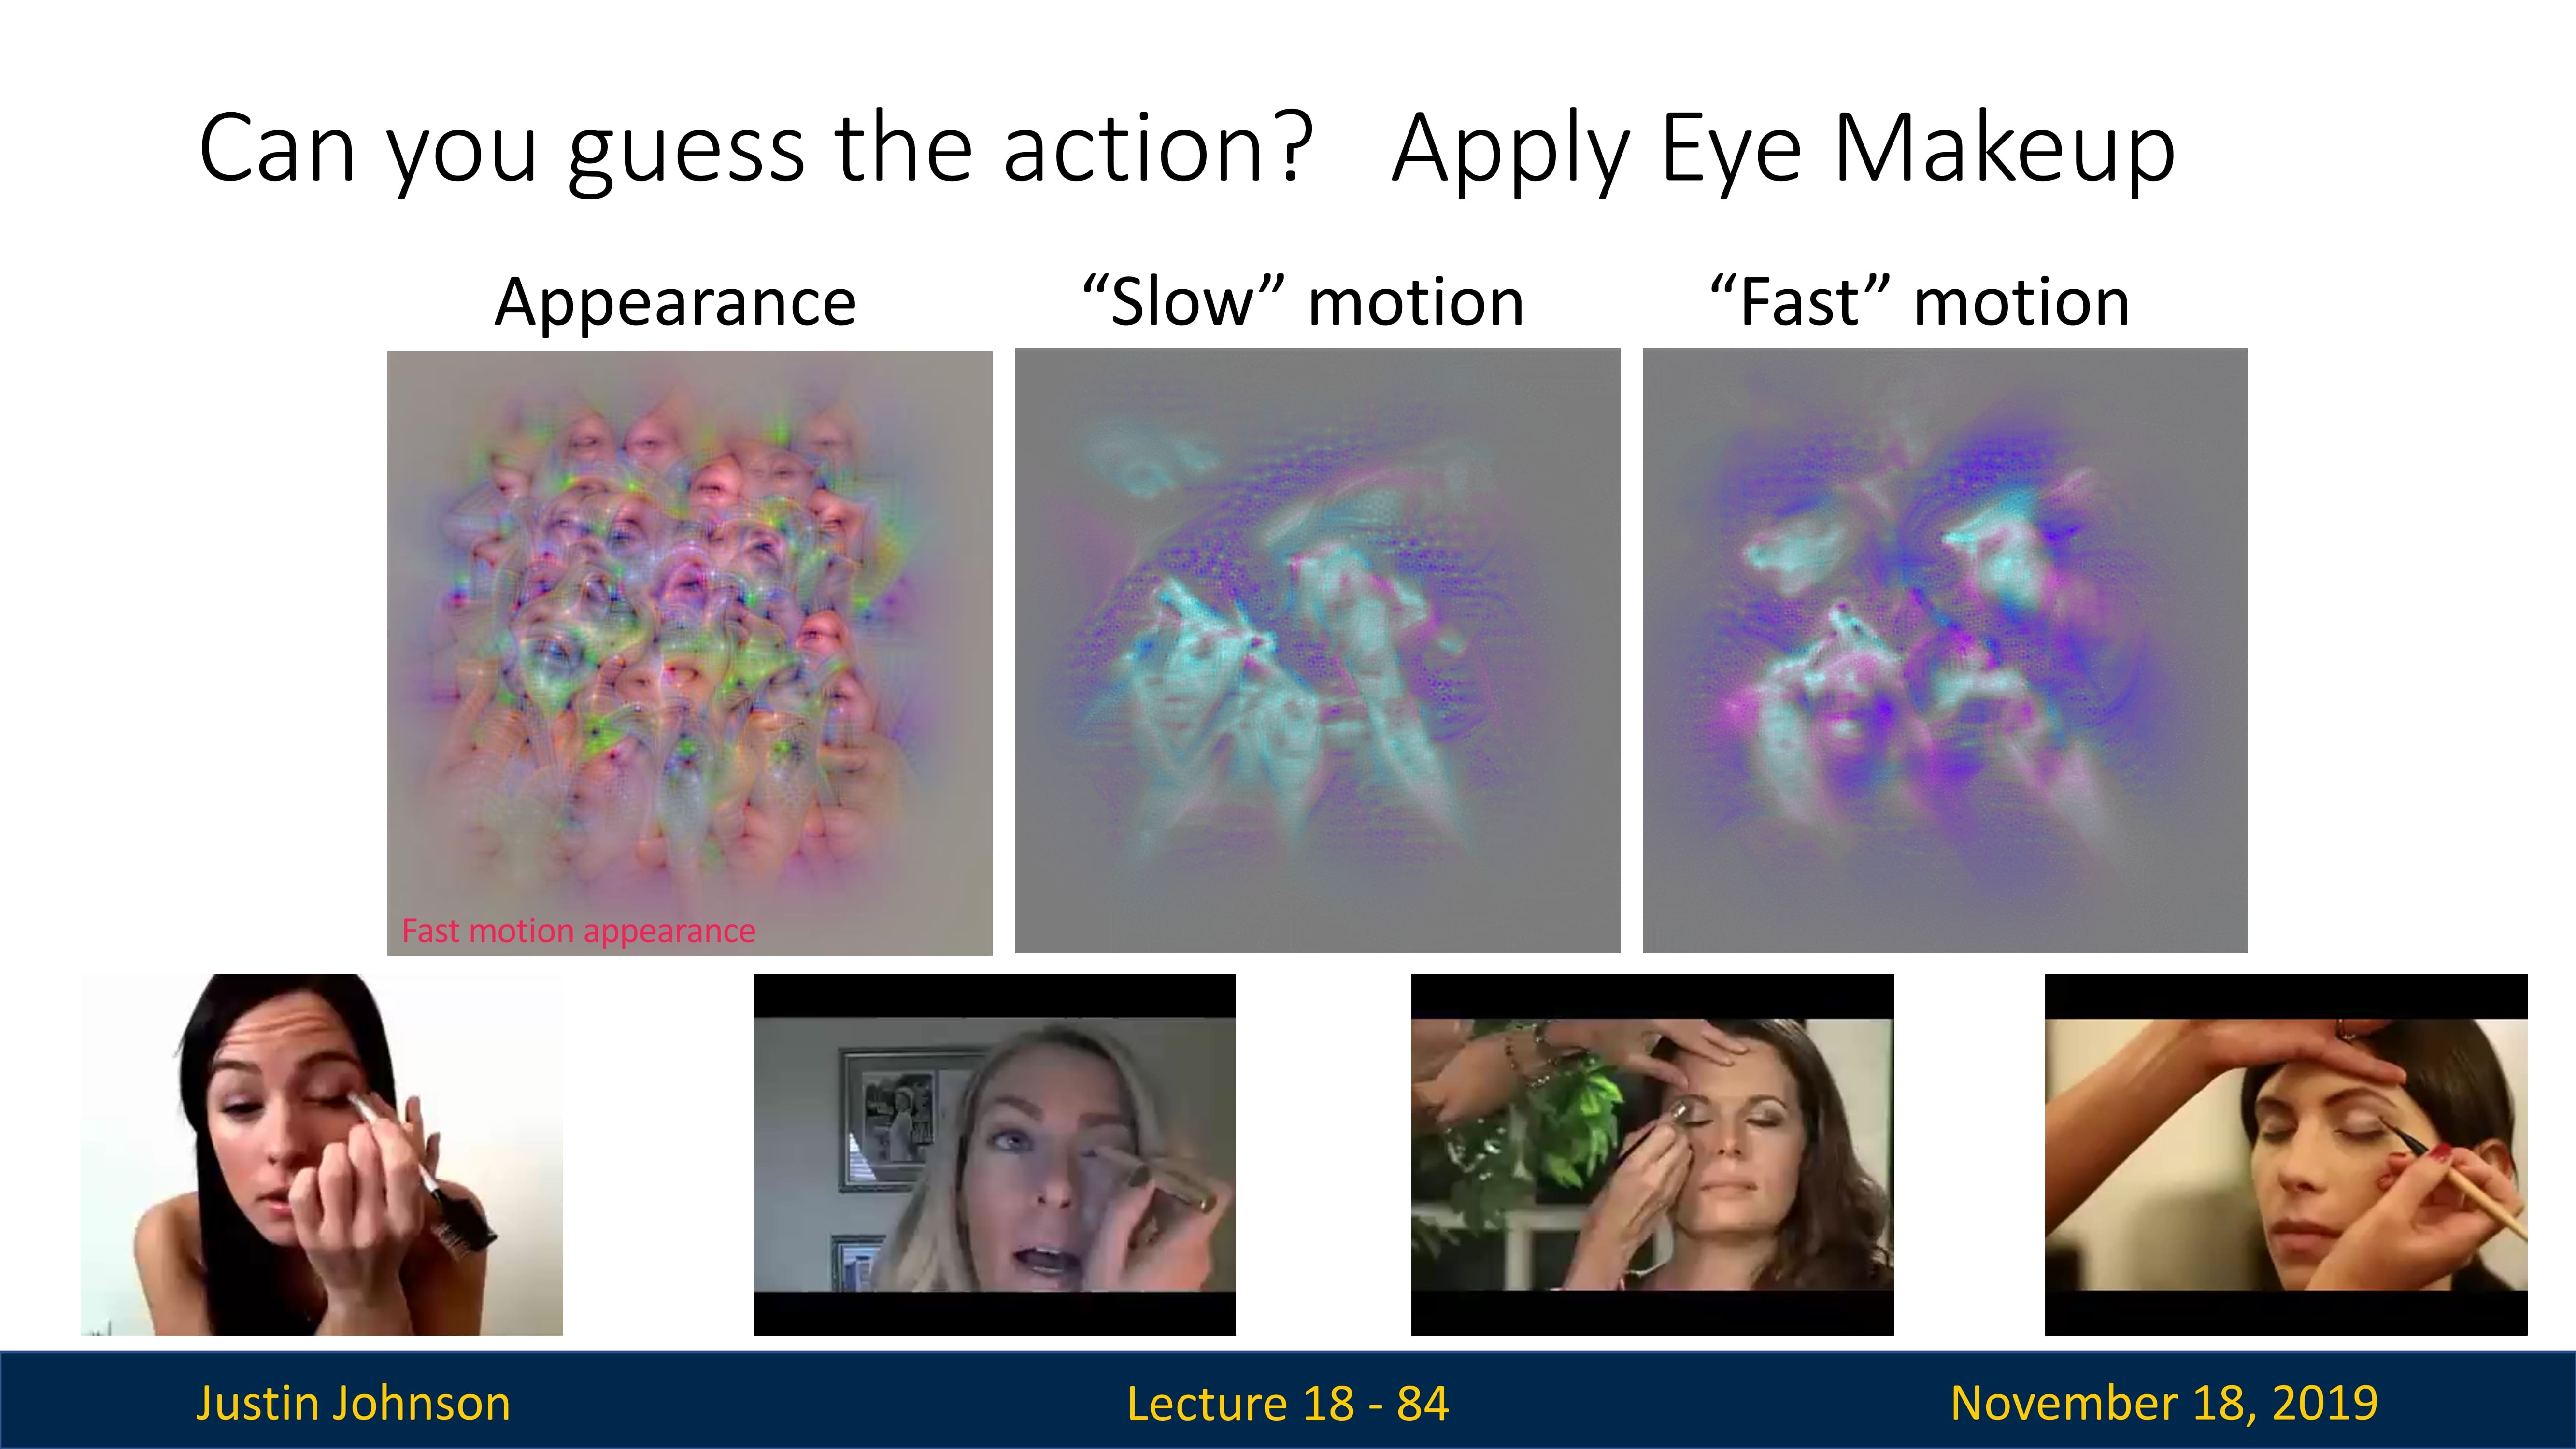 Can you guess the action? Apply Eye Makeup
Appearance
“Slow” motion
“Fast” motion
Fast motion appearance
Justin Johnson
Lecture 18 - 84
November 18, 2019